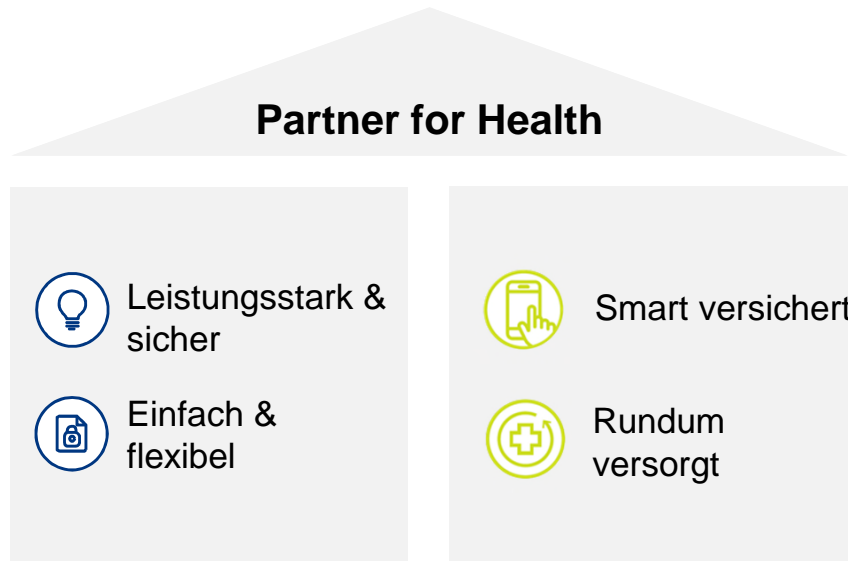 Partner for Health
Leistungsstark &
sicher
Einfach &
flexibel
Smart versichert
Rundum
versorgt